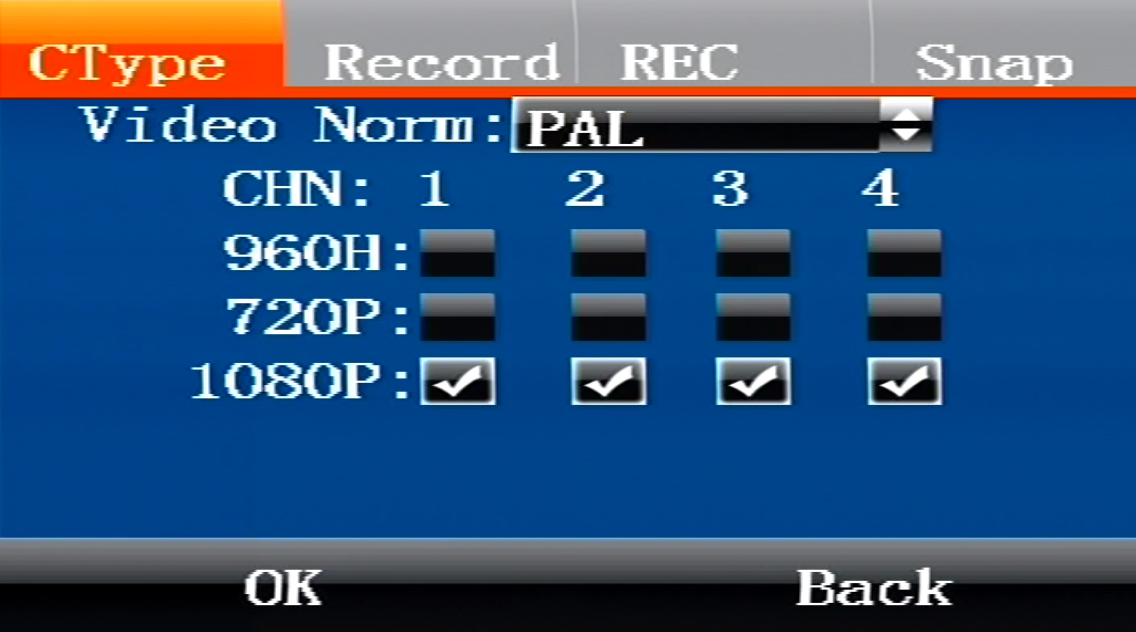 CType Record REC Snap
Video Norm: PAL
CHN: 1 2 3 4
960H:
720P:
1080P:
OK Back